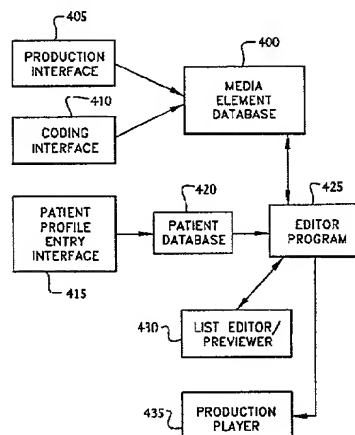 405
PRODUCTION
INTERFACE
410
CODING
INTERFACE
400
MEDIA
ELEMENT
DATABASE
PATIENT
PROFILE
ENTRY
INTERFACE
415
420
PATIENT
DATABASE
425
EDITOR
PROGRAM
430
LIST EDITOR/
PREVIEWER
435
PRODUCTION
PLAYER